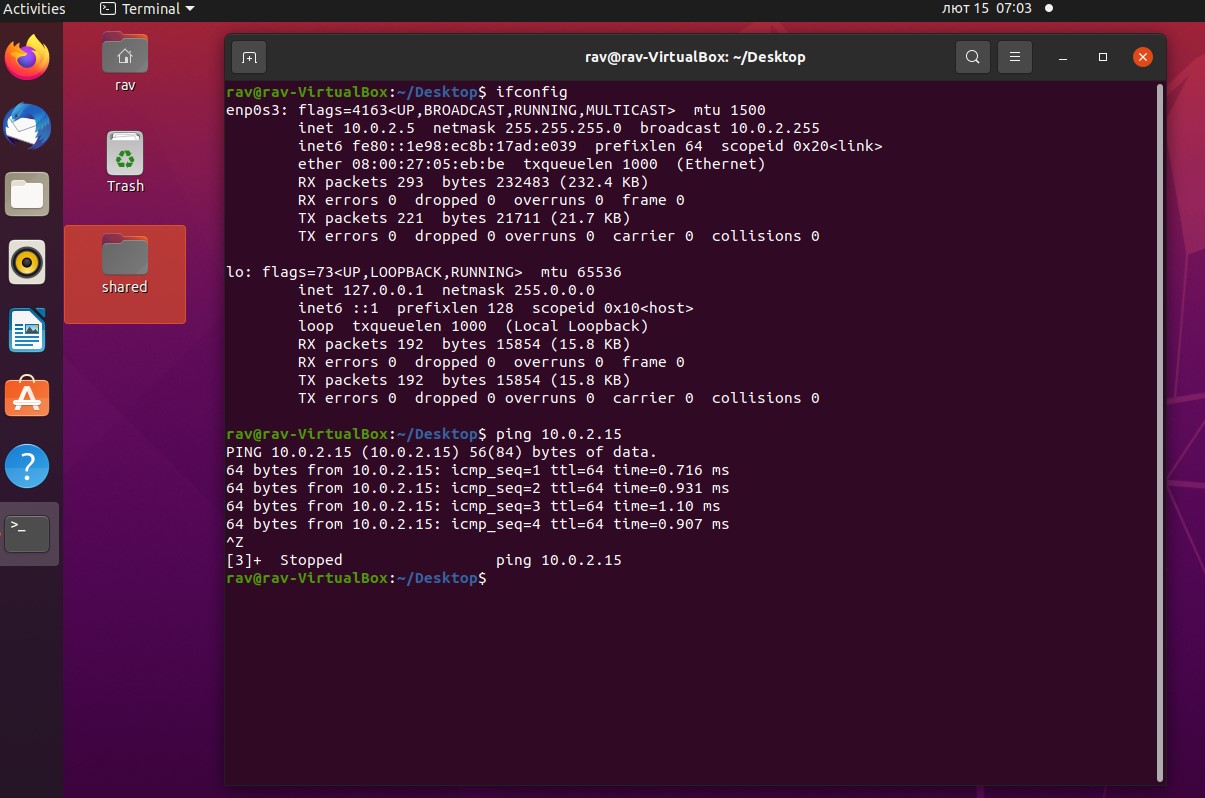 Activities
Terminal
лют 15 07:03
rav
Trash
shared
rav@rav-VirtualBox: ~/Desktop
rav@rav-VirtualBox:~/Desktop$ ifconfig
enp0s3: flags=4163<UP,BROADCAST,RUNNING,MULTICAST>  mtu 1500
        inet 10.0.2.5  netmask 255.255.255.0  broadcast 10.0.2.255
        inet6 fe80::1e98:ec8b:17ad:e039  prefixlen 64  scopeid 0x20<link>
        ether 08:00:27:05:eb:be  txqueuelen 1000  (Ethernet)
        RX packets 293  bytes 232483 (232.4 KB)
        RX errors 0  dropped 0  overruns 0  frame 0
        TX packets 221  bytes 21711 (21.7 KB)
        TX errors 0  dropped 0 overruns 0  carrier 0  collisions 0
lo: flags=73<UP,LOOPBACK,RUNNING>  mtu 65536
        inet 127.0.0.1  netmask 255.0.0.0
        inet6 ::1  prefixlen 128  scopeid 0x10<host>
        loop  txqueuelen 1000  (Local Loopback)
        RX packets 192  bytes 15854 (15.8 KB)
        RX errors 0  dropped 0  overruns 0  frame 0
        TX packets 192  bytes 15854 (15.8 KB)
        TX errors 0  dropped 0 overruns 0  carrier 0  collisions 0
rav@rav-VirtualBox:~/Desktop$ ping 10.0.2.15
PING 10.0.2.15 (10.0.2.15) 56(84) bytes of data.
64 bytes from 10.0.2.15: icmp_seq=1 ttl=64 time=0.716 ms
64 bytes from 10.0.2.15: icmp_seq=2 ttl=64 time=0.931 ms
64 bytes from 10.0.2.15: icmp_seq=3 ttl=64 time=1.10 ms
64 bytes from 10.0.2.15: icmp_seq=4 ttl=64 time=0.907 ms
^Z
[3]+  Stopped                 ping 10.0.2.15
rav@rav-VirtualBox:~/Desktop$